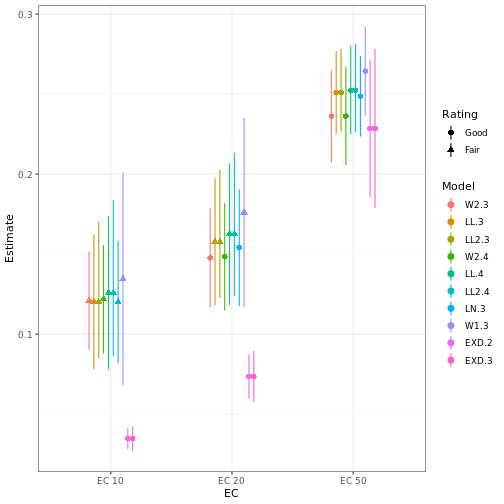 0.3
0.2
0.1
Estimate
EC 10
EC 20
EC 50
EC
Rating
Good
Fair
Model
W2.3
LL.3
LL2.3
W2.4
LL.4
LL2.4
LN.3
W1.3
EXD.2
EXD.3